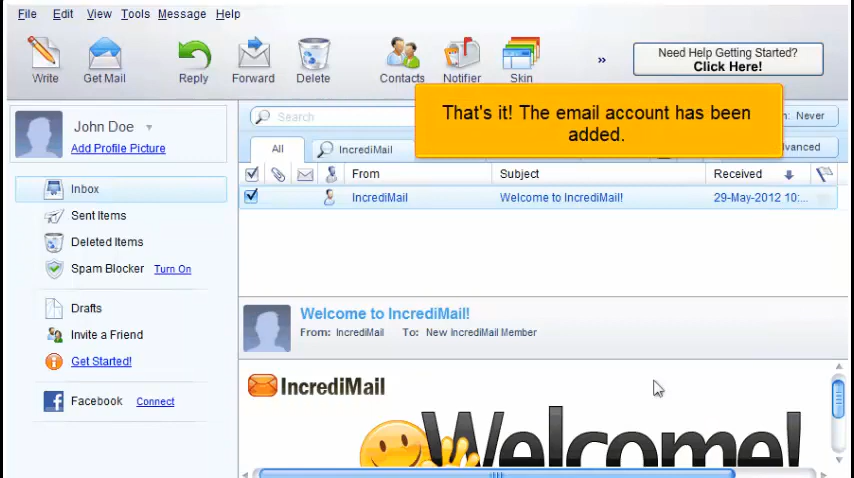 File Edit View Tools Message Help
Write Get Mail Reply Forward Delete Contacts Notifier Skin »
Need Help Getting Started?
Click Here!
That's it! The email account has been
added.
John Doe
Add Profile Picture
Search
Never
All IncrediMail
From Subject Received
IncrediMail Welcome to IncrediMail! 29-May-2012 10:...
Inbox
Sent Items
Deleted Items
Spam Blocker Turn On
Drafts
Invite a Friend
Get Started!
Facebook Connect
Welcome to IncrediMail!
From: IncrediMail To: New IncrediMail Member
IncrediMail
Welcome!